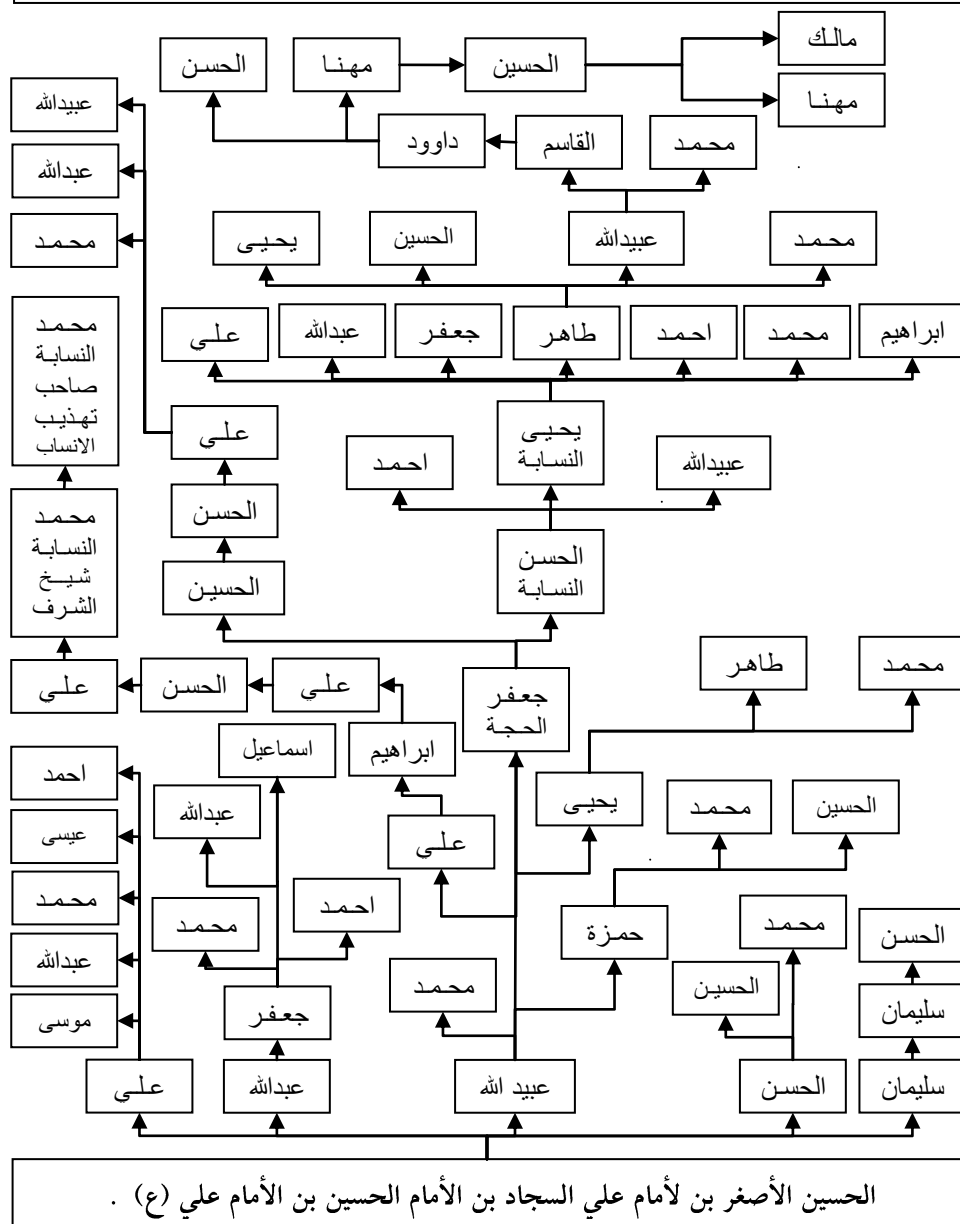 مالك
الحسن
مهنا
الحسين
مهنا
عبيدالله
داوود
القاسم
محمد
عبدالله
محمد
يحيى
الحسين
عبيدالله
محمد
محمد
النسابة
صاحب
تهذيب
الانساب
علي
عبدالله
جعفر
طاهر
احمد
محمد
ابراهيم
علي
يحيى
النسابة
احمد
عبيدالله
محمد
النسابة
شيخ
الشرف
الحسن
الحسن
النسابة
الحسين
علي
الحسن
علي
جعفر
الحجة
طاهر
محمد
اسماعيل
ابراهيم
احمد
عبدالله
يحيى
محمد
الحسين
عيسى
علي
محمد
محمد
احمد
حمزة
محمد
الحسن
عبدالله
محمد
الحسين
موسى
جعفر
سليمان
علي
عبدالله
عبيد الله
الحسن
سليمان
الحسين الأصغر بن لأمام علي السجاد بن الأمام الحسين بن الأمام علي (ع) .